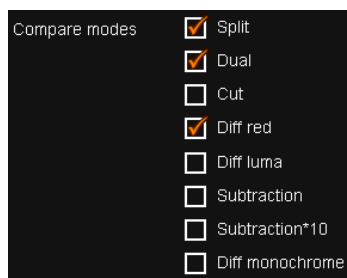 Compare modes Split
Dual
Cut
Diff red
Diff luma
Subtraction
Subtraction*10
Diff monochrome